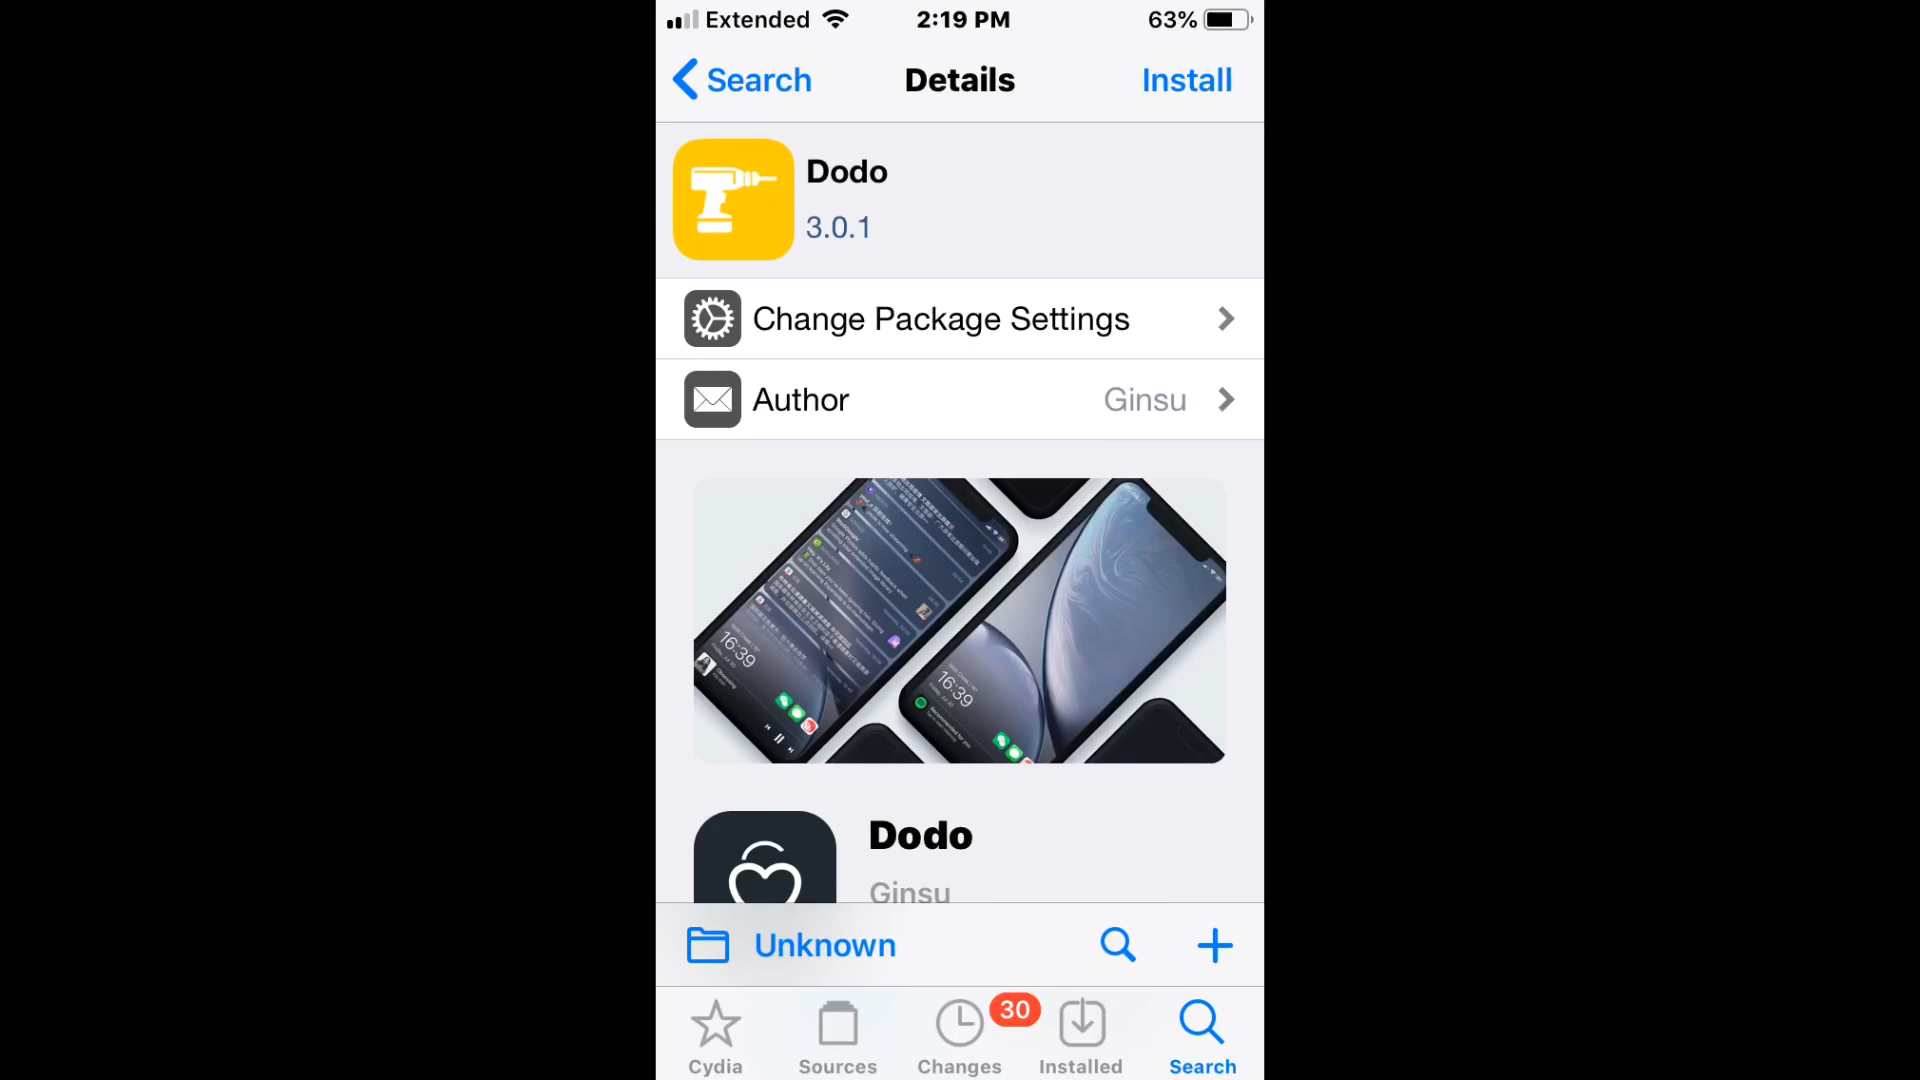 Extended 2:19 PM 63%
Search Details Install
Dodo
3.0.1
Change Package Settings
Author Ginsu
16:39
16:39
Dodo
Ginsu
Unknown
30
Cydia Sources Changes Installed Search